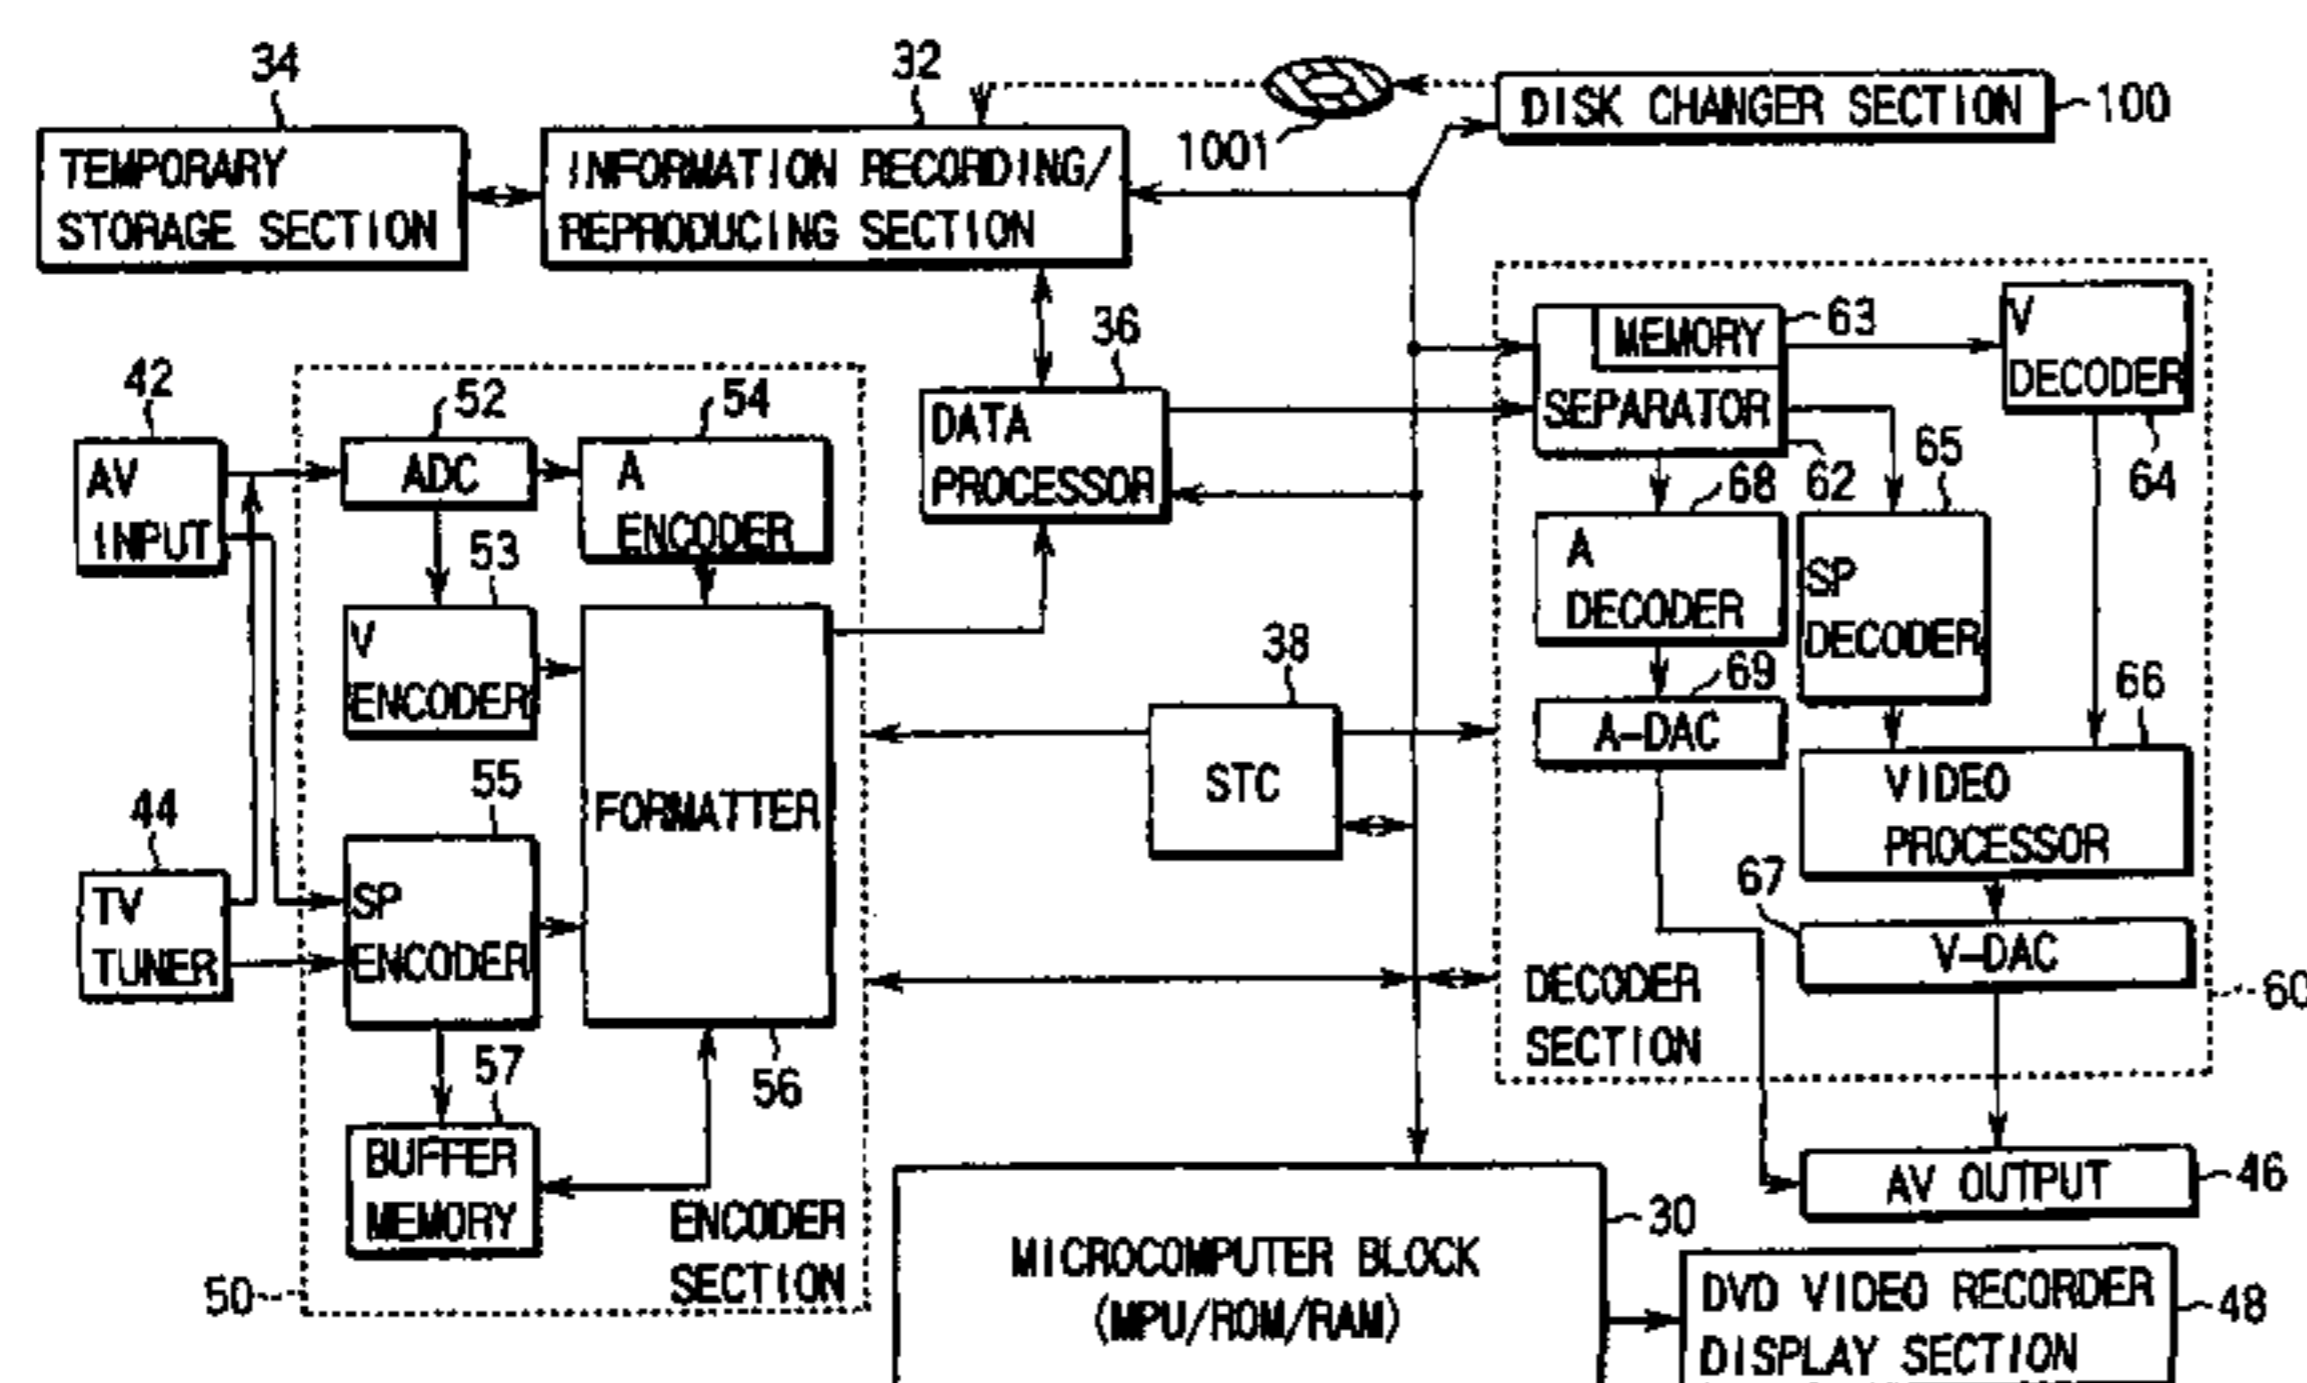 34
32
1001
DISK CHANGER SECTION
100
TEMPORARY
STORAGE SECTION
INFORMATION RECORDING/
REPRODUCING SECTION
42
AV
INPUT
44
TV
TUNER
52
ADC
54
A
ENCODER
53
V
ENCODER
55
SP
ENCODER
57
BUFFER
MEMORY
FORMATTER
56
ENCODER
SECTION
50
36
DATA
PROCESSOR
38
STC
MEMORY
63
SEPARATOR
62
V
DECODER
64
68
A
DECODER
65
SP
DECODER
69
A-DAC
66
VIDEO
PROCESSOR
67
V-DAC
DECODER
SECTION
60
AV OUTPUT
46
MICROCOMPUTER BLOCK
(MPU/ROM/RAM)
30
DVD VIDEO RECORDER
DISPLAY SECTION
48